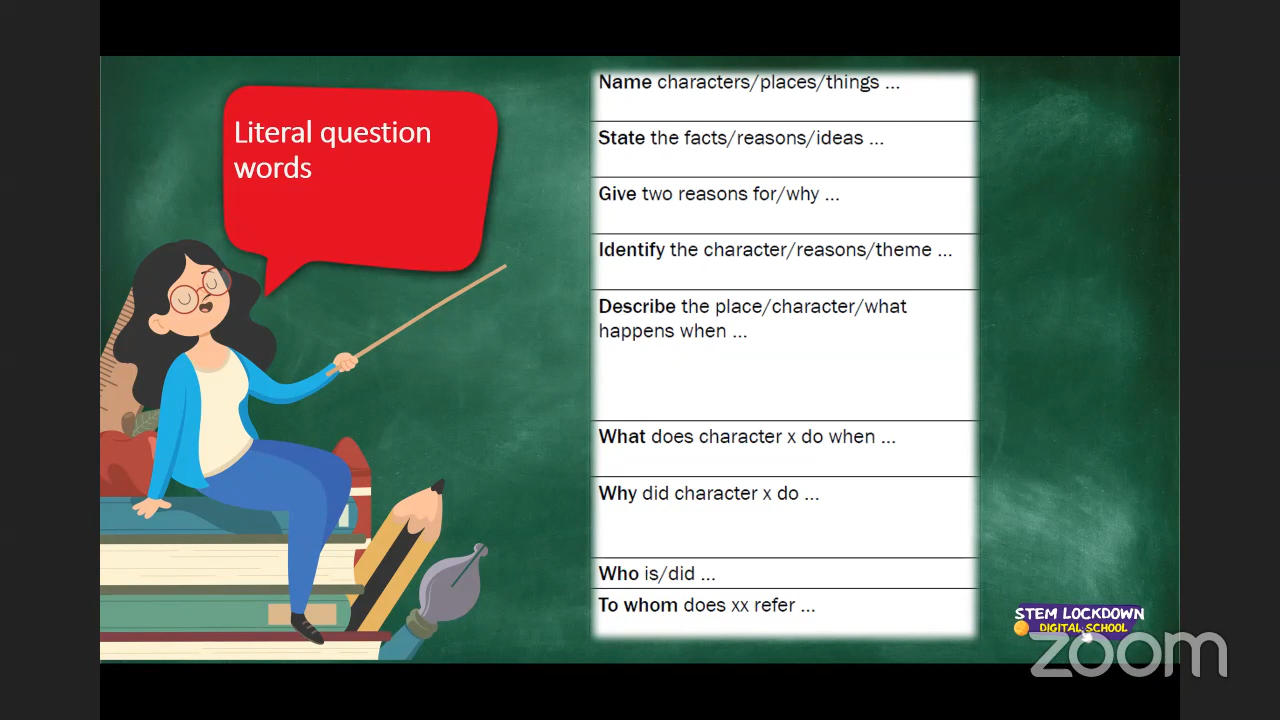 Literal question
words
Name characters/places/things ...
State the facts/reasons/ideas ...
Give two reasons for/why ...
Identify the character/reasons/theme ...
Describe the place/character/what
happens when ...
What does character x do when ...
Why did character x do ...
Who is/did ...
To whom does xx refer ...
STEM LOCKDOWN
DIGITAL SCHOOL
zoom